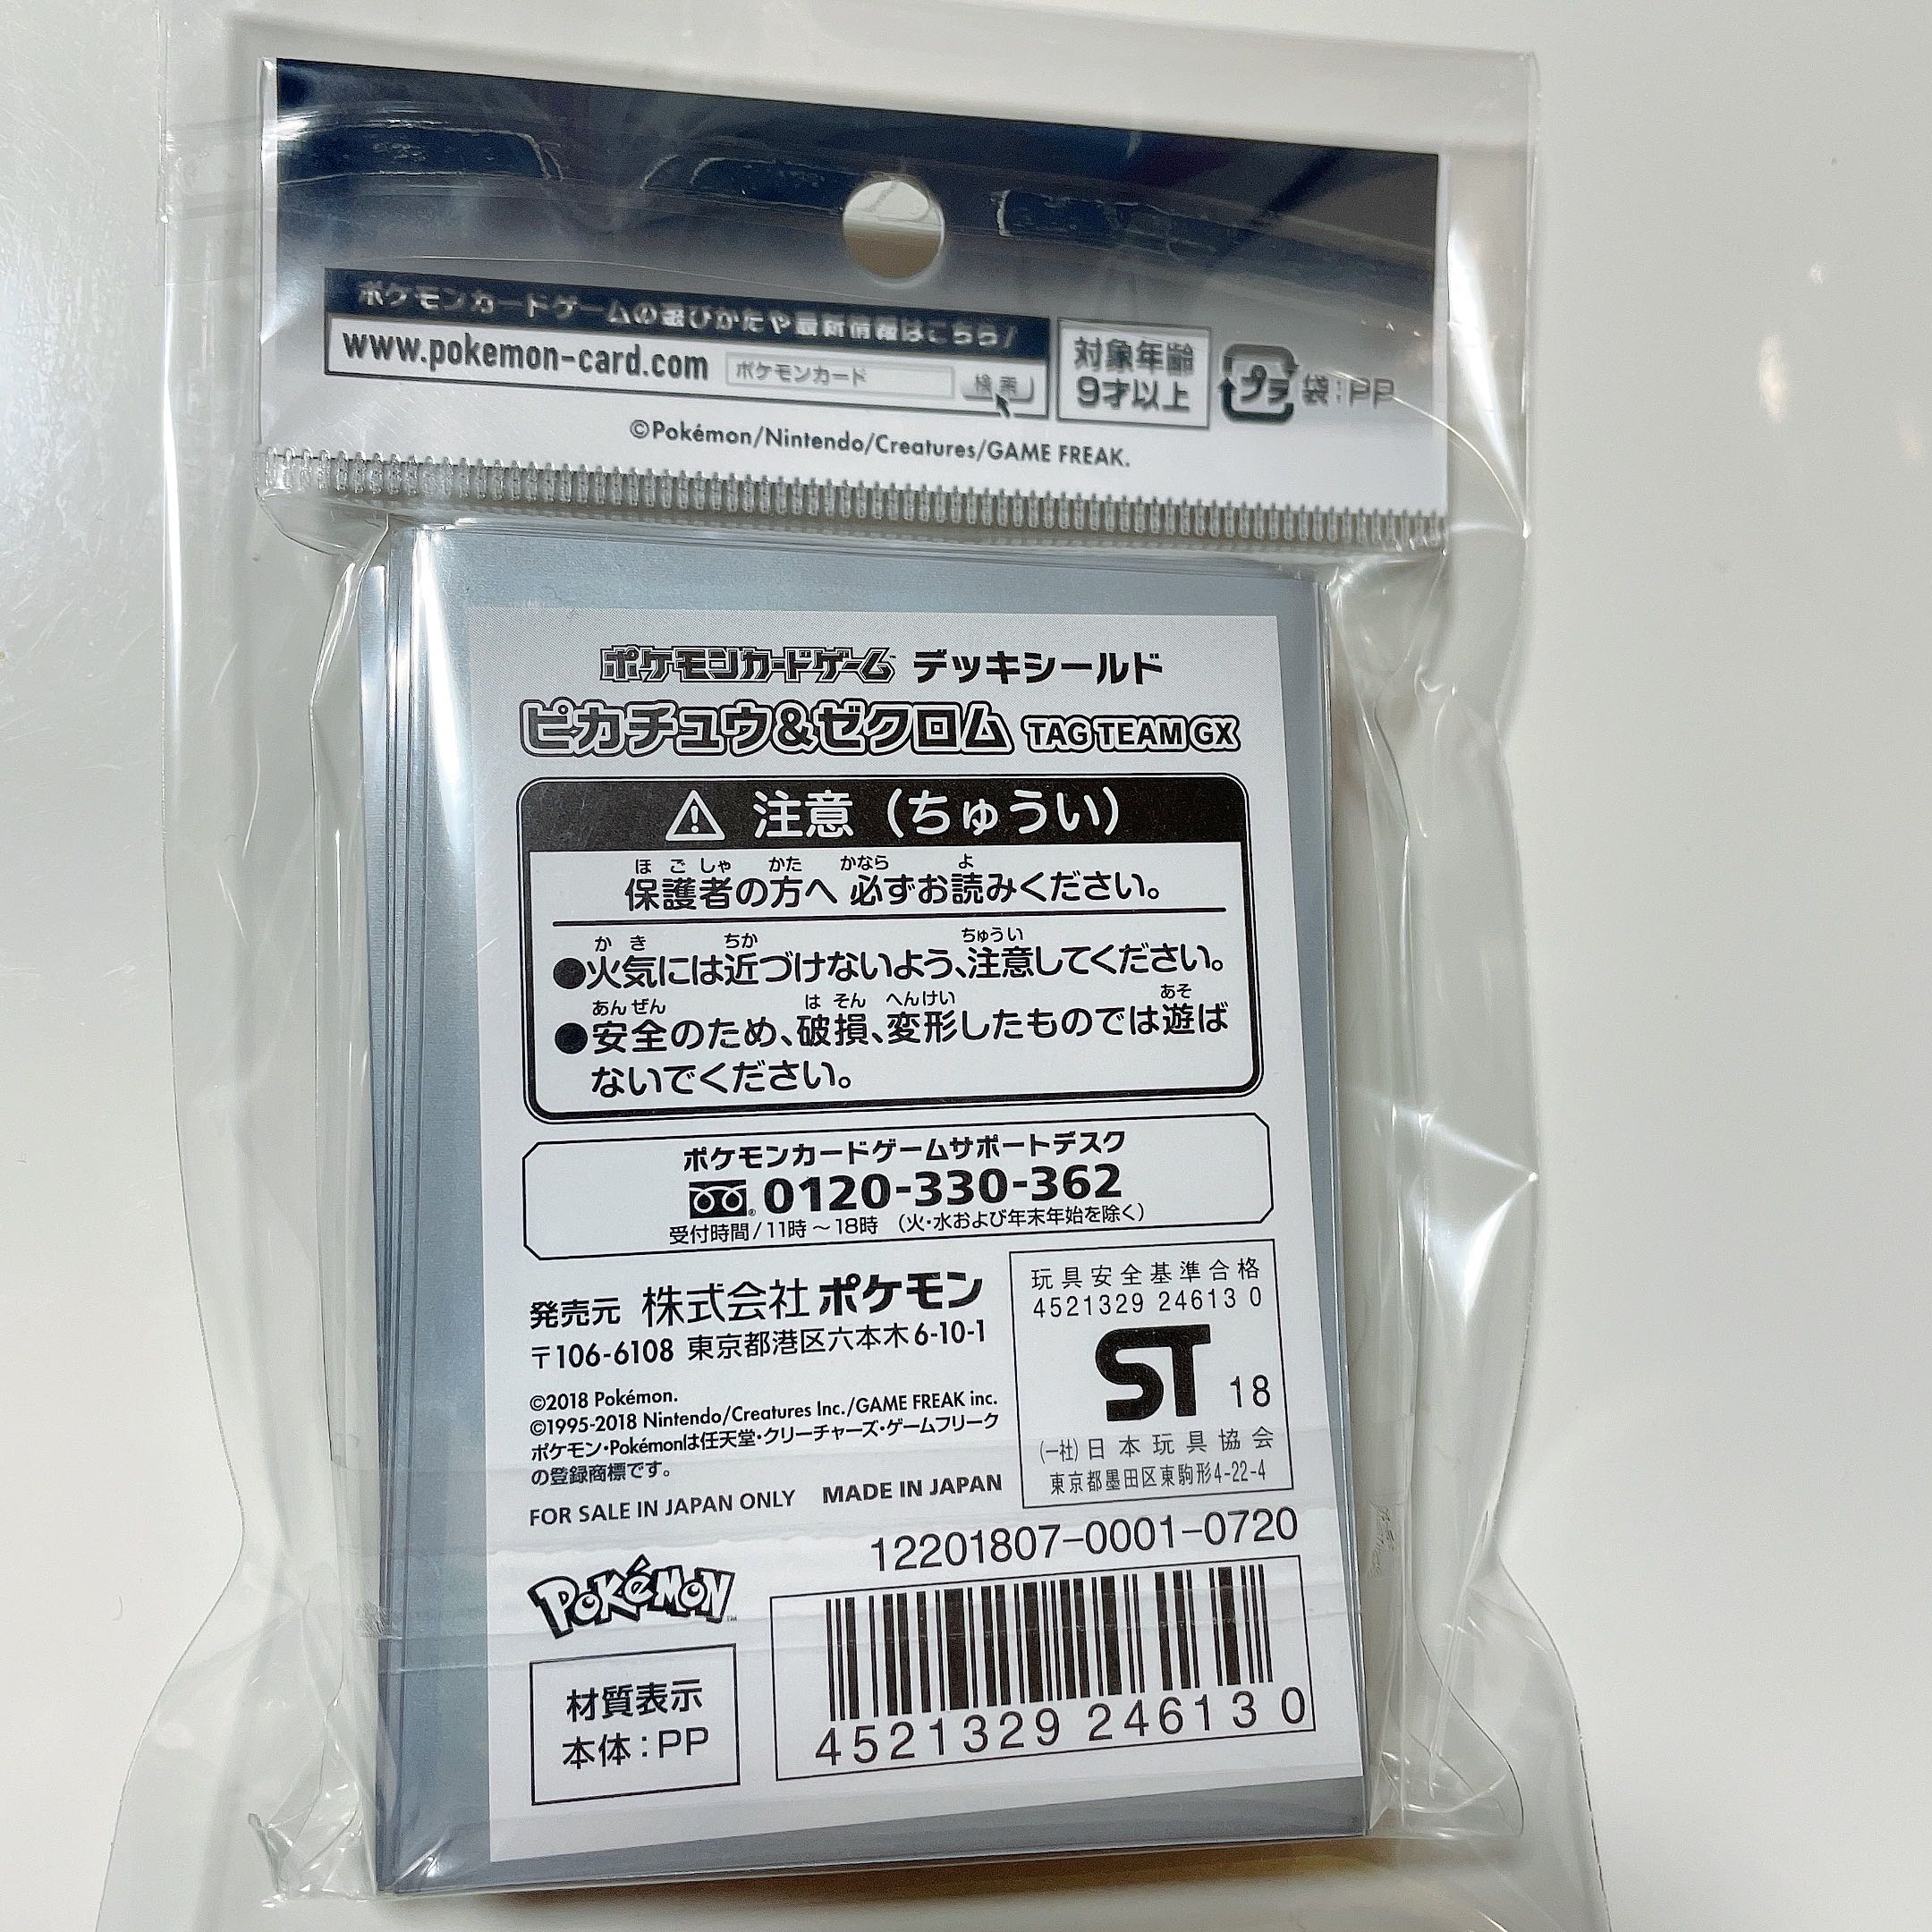 ポケモンカードゲームの遊びかたや最新情報はこちら!
www.pokemon-card.com ポケモンカード 検索
対象年齢
9才以上
プラ 袋:PP
©Pokémon/Nintendo/Creatures/GAME FREAK.
ポケモンカードゲーム デッキシールド
ピカチュウ&ゼクロム TAG TEAM GX
注意(ちゅうい)
ほごしゃ かた かなら よ
保護者の方へ 必ずお読みください。
かき ちか ちゅうい
●火気には近づけないよう、注意してください。
あんぜん はそん へんけい あそ
●安全のため、破損、変形したものでは遊ば
ないでください。
ポケモンカードゲームサポートデスク
0120-330-362
受付時間/11時~18時 (火・水および年末年始を除く)
発売元 株式会社ポケモン
〒106-6108 東京都港区六本木6-10-1
©2018 Pokémon.
©1995-2018 Nintendo/Creatures Inc./GAME FREAK inc.
ポケモン・Pokémonは任天堂・クリーチャーズ・ゲームフリーク
の登録商標です。
FOR SALE IN JAPAN ONLY MADE IN JAPAN
玩具安全基準合格
4521329 24613 0
ST 18
(一社)日本玩具協会
東京都墨田区東駒形4-22-4
12201807-0001-0720
POKéMON™
材質表示
本体:PP
4521329 246130